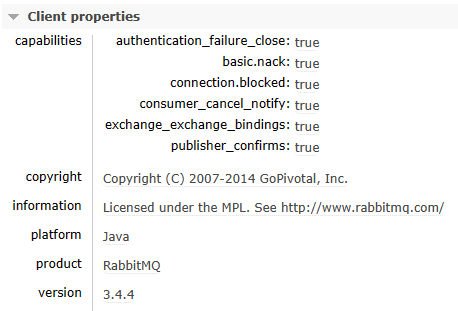 Client properties
capabilities authentication_failure_close: true
basic.nack: true
connection.blocked: true
consumer_cancel_notify: true
exchange_exchange_bindings: true
publisher_confirms: true
copyright Copyright (C) 2007-2014 GoPivotal, Inc.
information Licensed under the MPL. See http://www.rabbitmq.com/
platform Java
product RabbitMQ
version 3.4.4